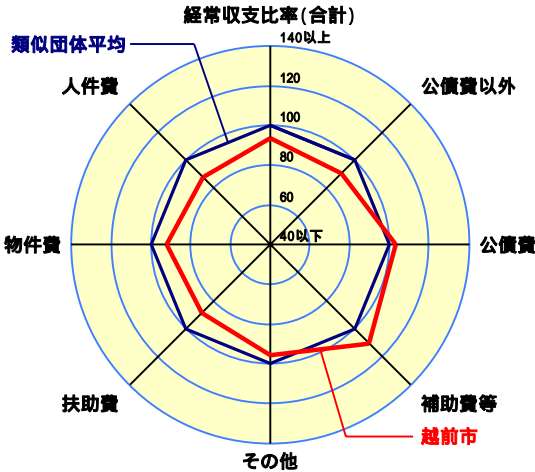 経常収支比率(合計)
類似団体平均
140以上
人件費
120
公債費以外
100
80
60
物件費
40以下
公債費
扶助費
補助費等
越前市
その他